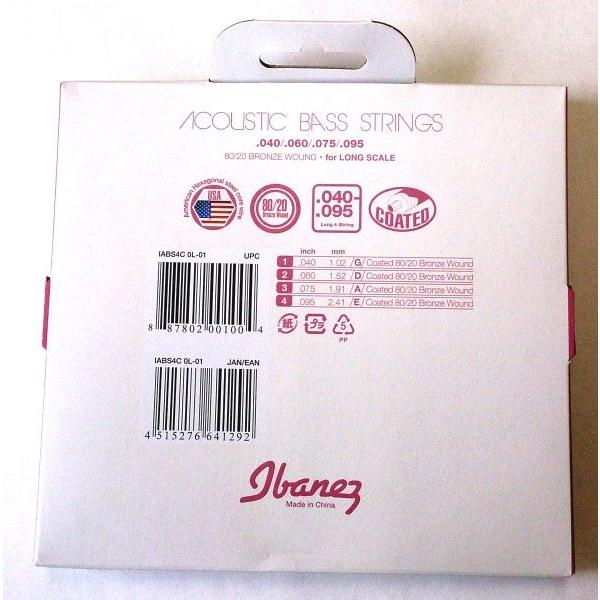 ACOUSTIC BASS STRINGS
.040/.060/.075/.095
80/20 BRONZE WOUND • for LONG SCALE
American Hexagonal steel core wire
USA
80/20
Bronze Wound
.040-
.095
Long 4-String
COATED
IABS4C 0L-01 UPC
8 87802 00100 4
inch mm
1 .040 1.02 /G/ Coated 80/20 Bronze Wound
2 .060 1.52 /D/ Coated 80/20 Bronze Wound
3 .075 1.91 /A/ Coated 80/20 Bronze Wound
4 .095 2.41 /E/ Coated 80/20 Bronze Wound
紙 プラ 5
PP
IABS4C 0L-01 JAN/EAN
4 515276 641292
Ibanez
Made in China